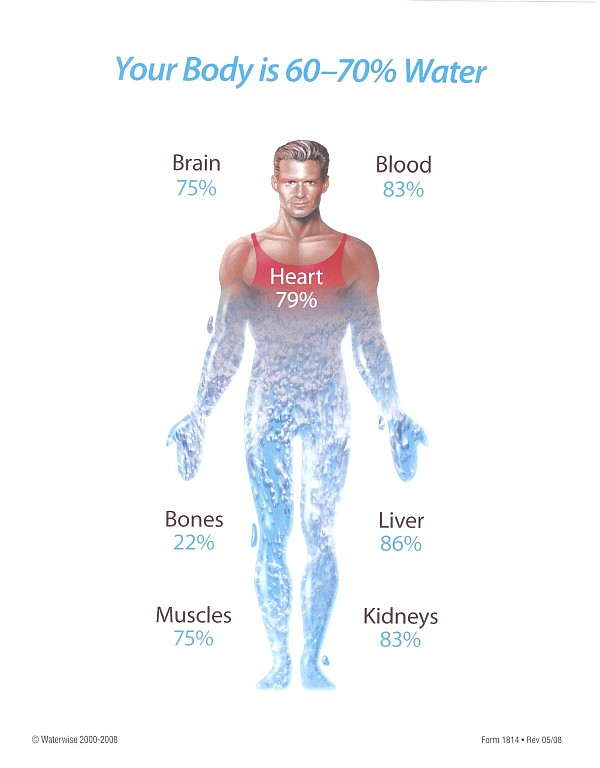 Your Body is 60–70% Water
Brain
75%
Blood
83%
Heart
79%
Bones
22%
Liver
86%
Muscles
75%
Kidneys
83%
© Waterwise 2000-2008
Form 1814 • Rev 05/08